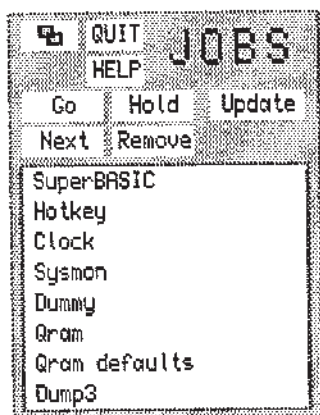 QUIT
JOBS
HELP
Go Hold Update
Next Remove
SuperBASIC
Hotkey
Clock
Sysmon
Dummy
Qram
Qram defaults
Dump3